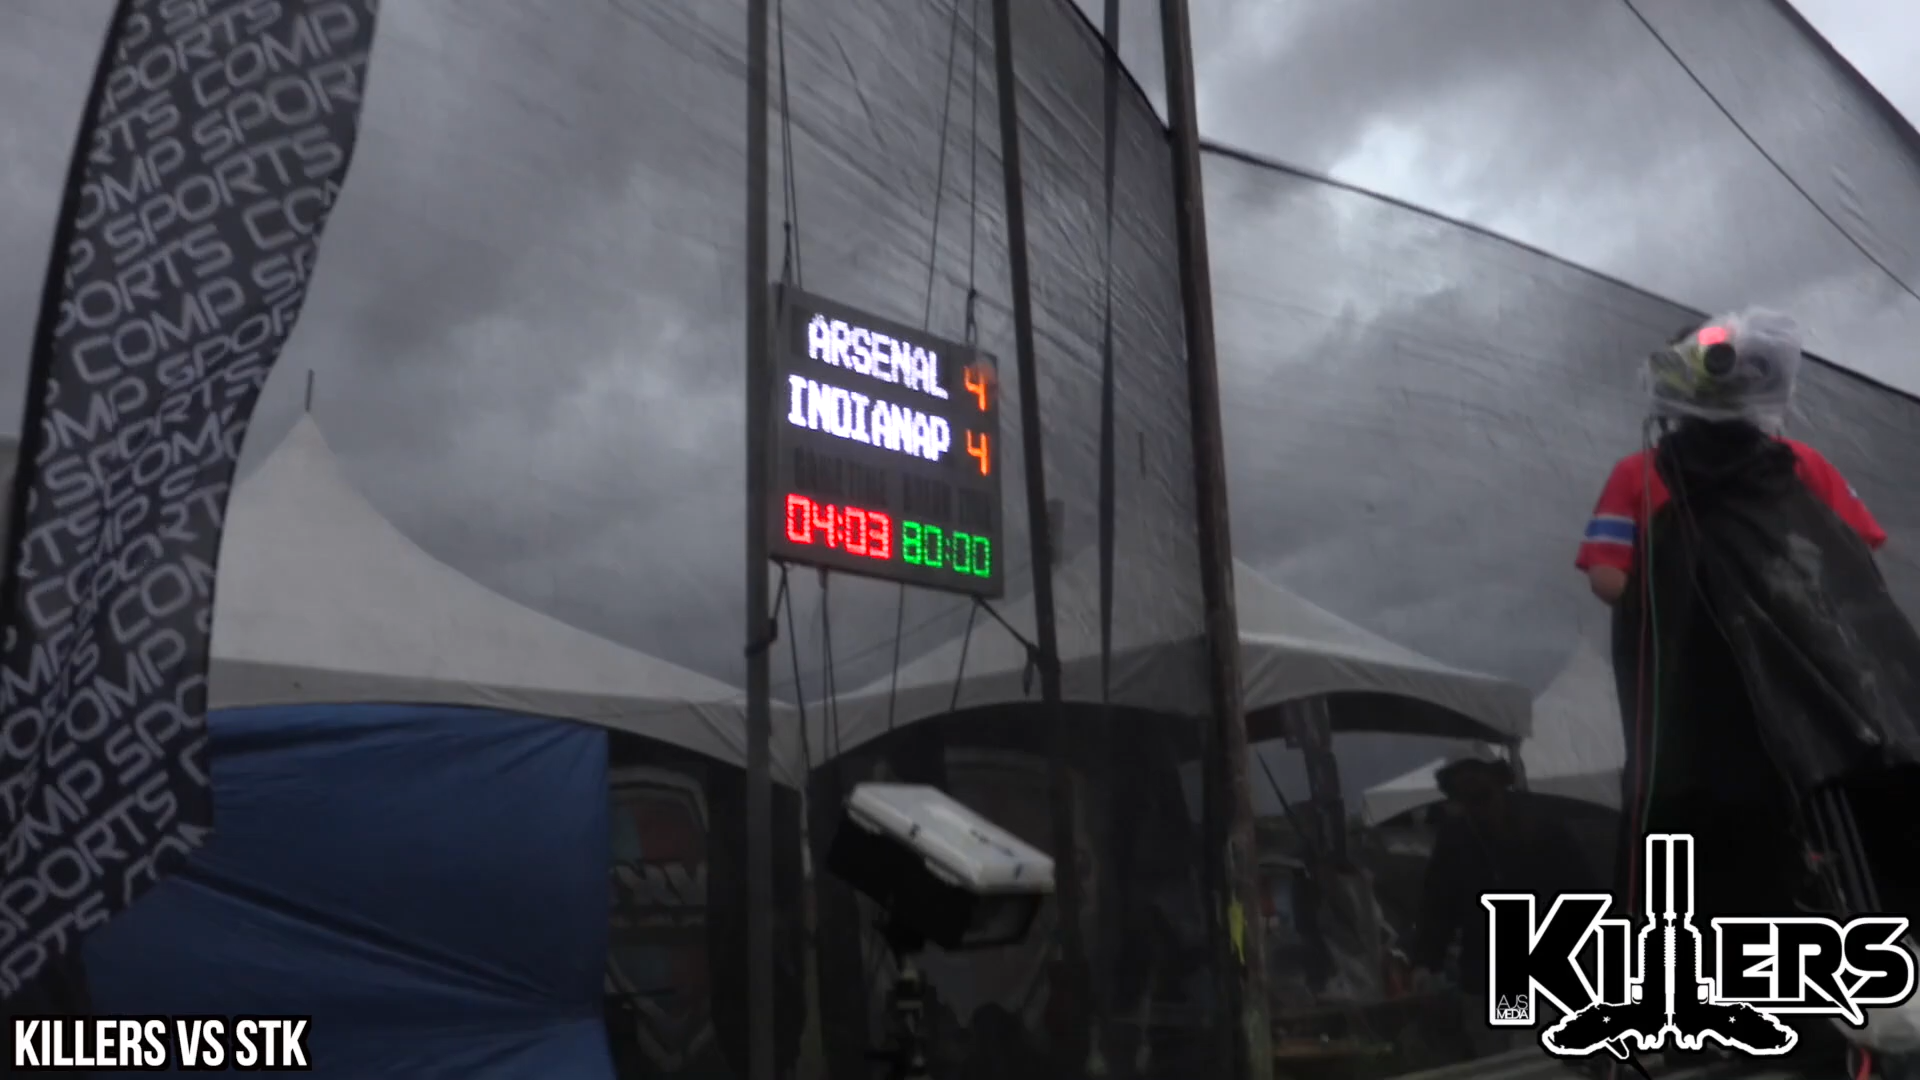 COMP SPORTS
ARSENAL 4
INDIANAP 4
04:03 80:00
KILLERS VS STK
KILLERS
AJS
MEDIA